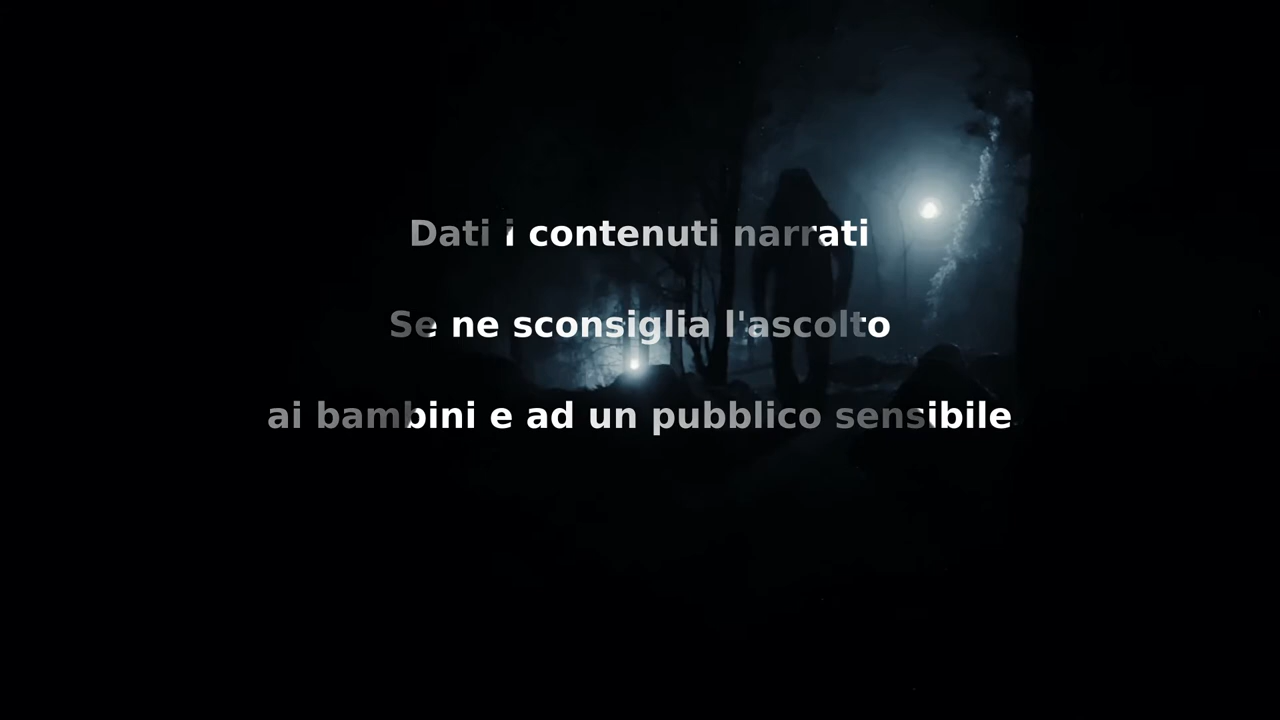 Dati i contenuti narrati
Se ne sconsiglia l'ascolto
ai bambini e ad un pubblico sensibile